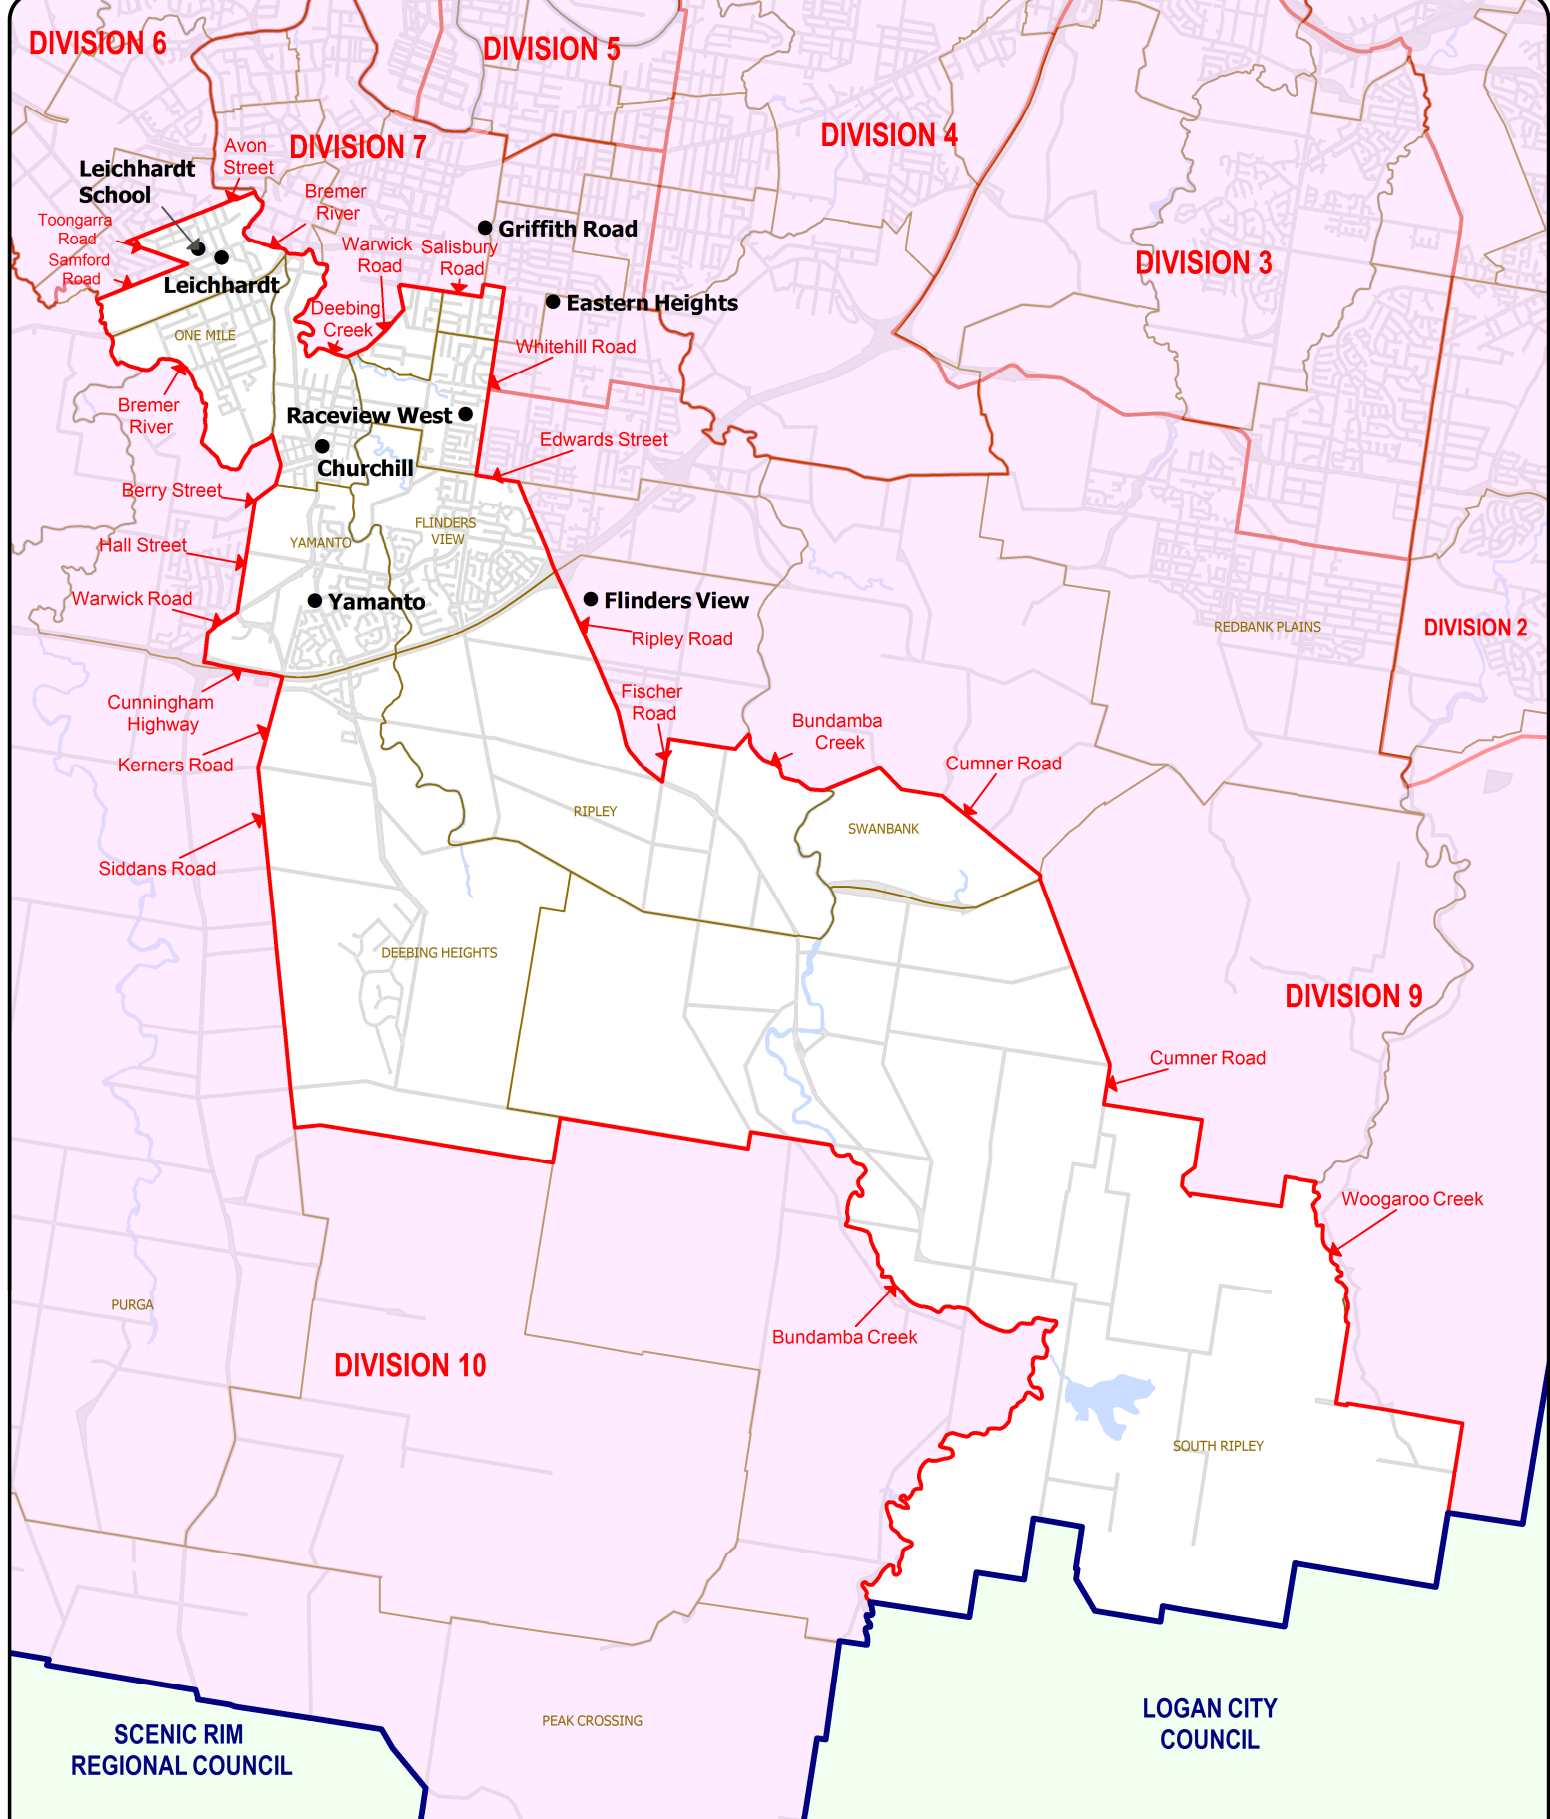 DIVISION 6
DIVISION 5
DIVISION 4
DIVISION 7
Avon
Street
Leichhardt
School
Bremer
River
Toongarra
Road
Griffith Road
Warwick
Road
Salisbury
Road
Samford
Road
DIVISION 3
Leichhardt
Eastern Heights
Deebing
Creek
ONE MILE
Whitehill Road
Bremer
River
Raceview West
Edwards Street
Churchill
Berry Street
FLINDERS
VIEW
YAMANTO
Hall Street
Warwick Road
Yamanto
Flinders View
Ripley Road
REDBANK PLAINS
DIVISION 2
Cunningham
Highway
Fischer
Road
Bundamba
Creek
Kerners Road
Cumner Road
RIPLEY
SWANBANK
Siddans Road
DEEBING HEIGHTS
DIVISION 9
Cumner Road
Woogaroo Creek
PURGA
Bundamba Creek
DIVISION 10
SOUTH RIPLEY
PEAK CROSSING
LOGAN CITY
COUNCIL
SCENIC RIM
REGIONAL COUNCIL